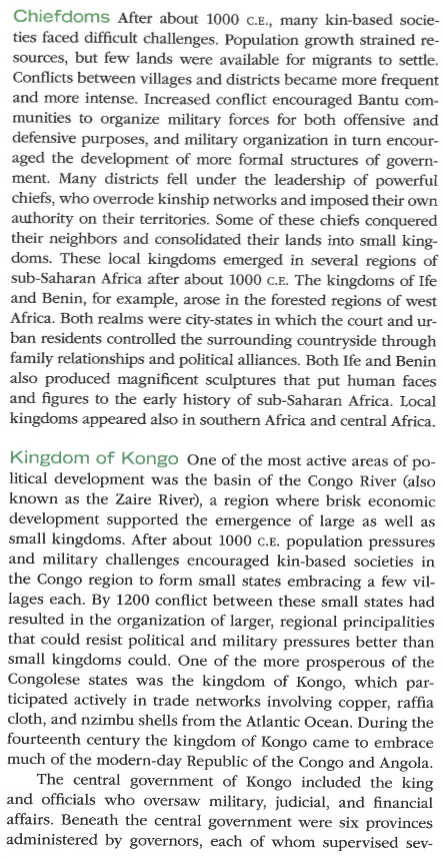 Chiefdoms After about 1000 C.E., many kin-based socie-
ties faced difficult challenges. Population growth strained re-
sources, but few lands were available for migrants to settle.
Conflicts between villages and districts became more frequent
and more intense. Increased conflict encouraged Bantu com-
munities to organize military forces for both offensive and
defensive purposes, and military organization in turn encour-
aged the development of more formal structures of govern-
ment. Many districts fell under the leadership of powerful
chiefs, who overrode kinship networks and imposed their own
authority on their territories. Some of these chiefs conquered
their neighbors and consolidated their lands into small king-
doms. These local kingdoms emerged in several regions of
sub-Saharan Africa after about 1000 C.E. The kingdoms of Ife
and Benin, for example, arose in the forested regions of west
Africa. Both realms were city-states in which the court and ur-
ban residents controlled the surrounding countryside through
family relationships and political alliances. Both Ife and Benin
also produced magnificent sculptures that put human faces
and figures to the early history of sub-Saharan Africa. Local
kingdoms appeared also in southern Africa and central Africa.
Kingdom of Kongo One of the most active areas of po-
litical development was the basin of the Congo River (also
known as the Zaire River), a region where brisk economic
development supported the emergence of large as well as
small kingdoms. After about 1000 C.E. population pressures
and military challenges encouraged kin-based societies in
the Congo region to form small states embracing a few vil-
lages each. By 1200 conflict between these small states had
resulted in the organization of larger, regional principalities
that could resist political and military pressures better than
small kingdoms could. One of the more prosperous of the
Congolese states was the kingdom of Kongo, which par-
ticipated actively in trade networks involving copper, raffia
cloth, and nzimbu shells from the Atlantic Ocean. During the
fourteenth century the kingdom of Kongo came to embrace
much of the modern-day Republic of the Congo and Angola.
The central government of Kongo included the king
and officials who oversaw military, judicial, and financial
affairs. Beneath the central government were six provinces
administered by governors, each of whom supervised sev-